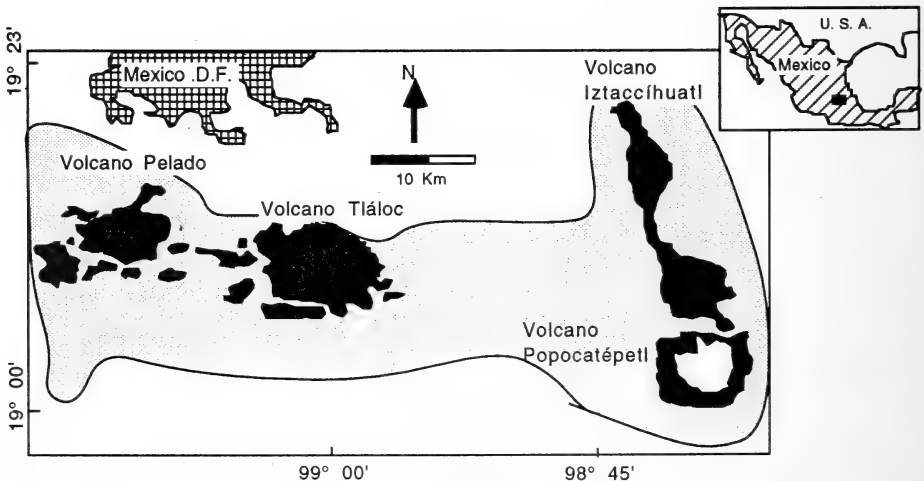 U. S. A.
Mexico
19° 23'
Mexico D.F.
N
Volcano
Iztaccíhuatl
10 Km
Volcano Pelado
Volcano Tláloc
Volcano
Popocatépetl
19° 00'
99° 00'
98° 45'